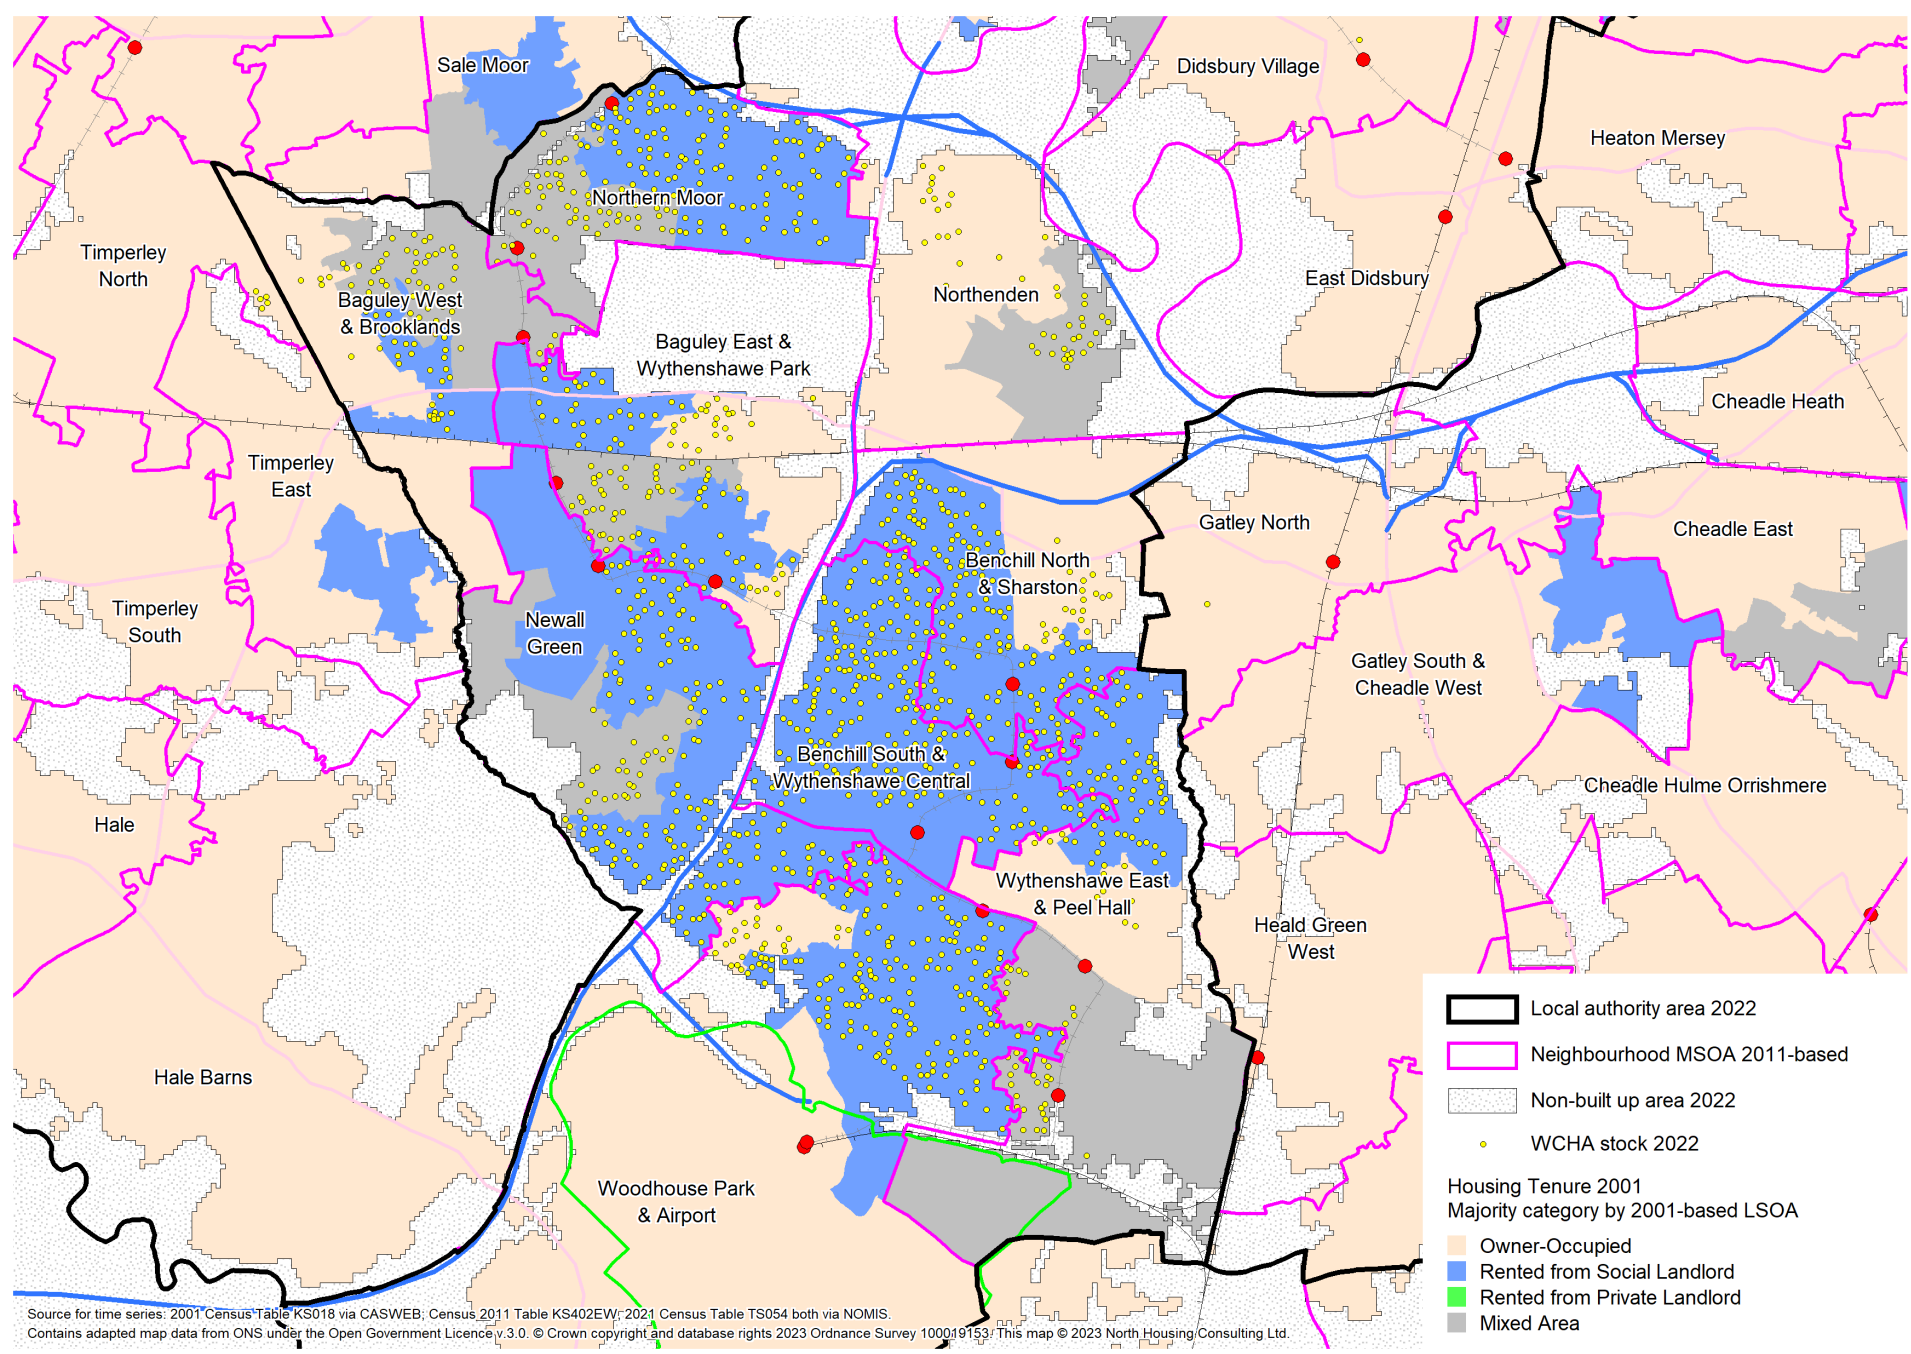 Sale Moor
Didsbury Village
Heaton Mersey
Northern Moor
Timperley
North
East Didsbury
Northenden
Baguley West
& Brooklands
Baguley East &
Wythenshawe Park
Cheadle Heath
Timperley
East
Gatley North
Cheadle East
Benchill North
& Sharston
Timperley
South
Newall
Green
Gatley South &
Cheadle West
Benchill South &
Wythenshawe Central
Cheadle Hulme Orrishmere
Hale
Wythenshawe East
& Peel Hall
Heald Green
West
Hale Barns
Woodhouse Park
& Airport
Local authority area 2022
Neighbourhood MSOA 2011-based
Non-built up area 2022
WCHA stock 2022
Housing Tenure 2001
Majority category by 2001-based LSOA
Owner-Occupied
Rented from Social Landlord
Rented from Private Landlord
Mixed Area
Source for time series: 2001 Census Table KS018 via CASWEB; Census 2011 Table KS402EW; 2021 Census Table TS054 both via NOMIS.
Contains adapted map data from ONS under the Open Government Licence v.3.0. © Crown copyright and database rights 2023 Ordnance Survey 100019153. This map © 2023 North Housing Consulting Ltd.